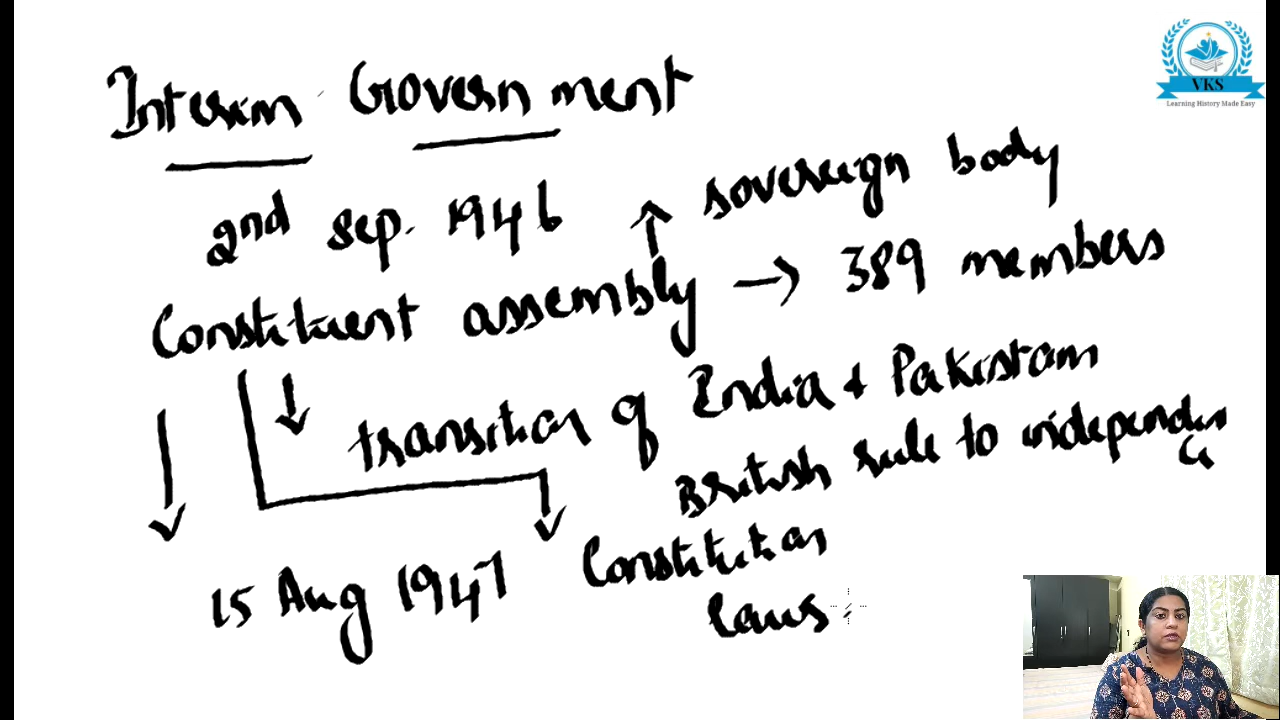 Interim Government
2nd sep. 1946
sovereign body
Constituent assembly → 389 members
transition of India & Pakistan
British rule to independence
15 Aug 1947
Constitution
laws
VKS
Learning History Made Easy